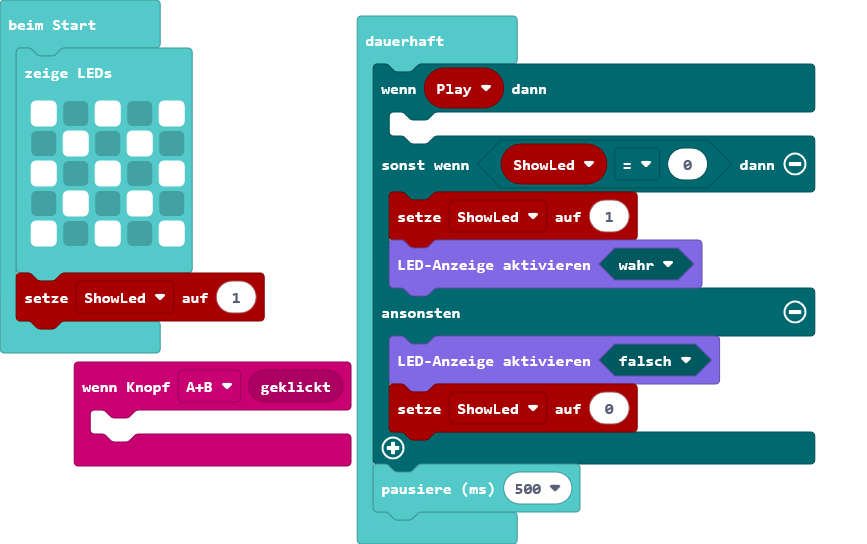 beim Start
zeige LEDs
setze ShowLed auf 1
wenn Knopf A+B geklickt
dauerhaft
wenn Play dann
sonst wenn ShowLed = 0 dann
setze ShowLed auf 1
LED-Anzeige aktivieren wahr
ansonsten
LED-Anzeige aktivieren falsch
setze ShowLed auf 0
pausiere (ms) 500